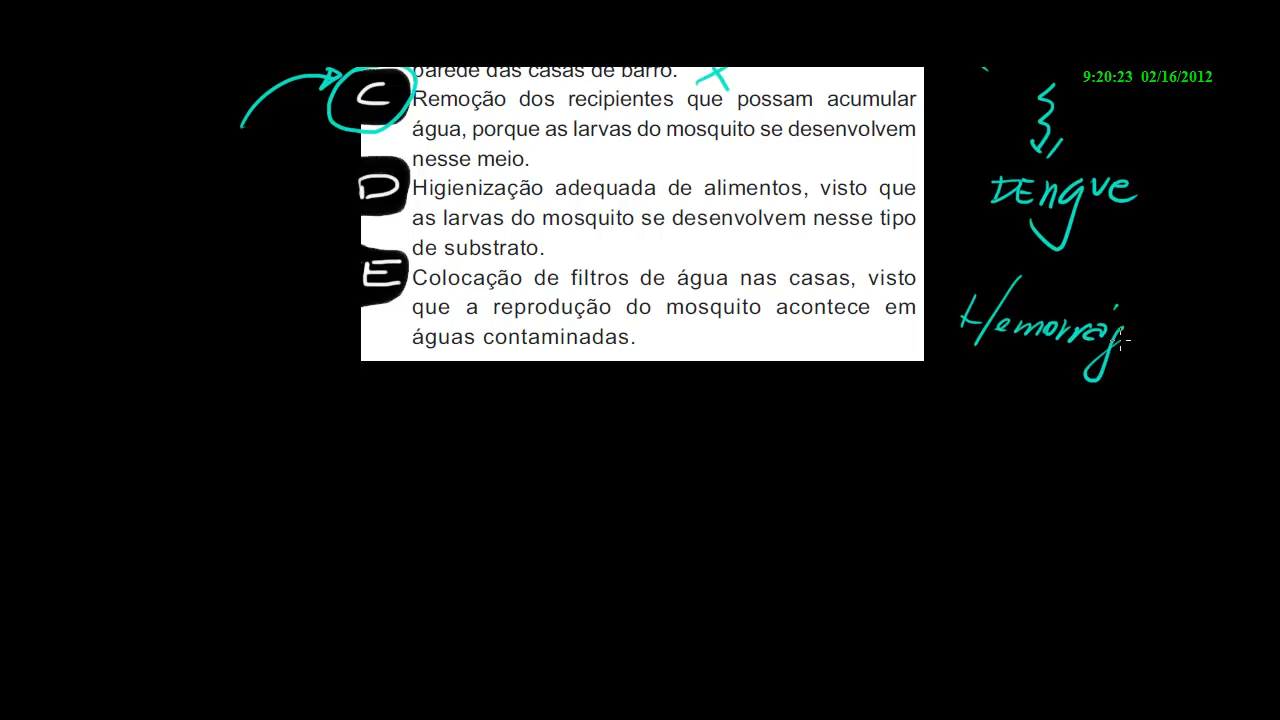 parede das casas de barro.
9:20:23 02/16/2012
C
Remoção dos recipientes que possam acumular
água, porque as larvas do mosquito se desenvolvem
nesse meio.
D
Higienização adequada de alimentos, visto que
as larvas do mosquito se desenvolvem nesse tipo
de substrato.
E
Colocação de filtros de água nas casas, visto
que a reprodução do mosquito acontece em
águas contaminadas.
DEngue
Hemorrág